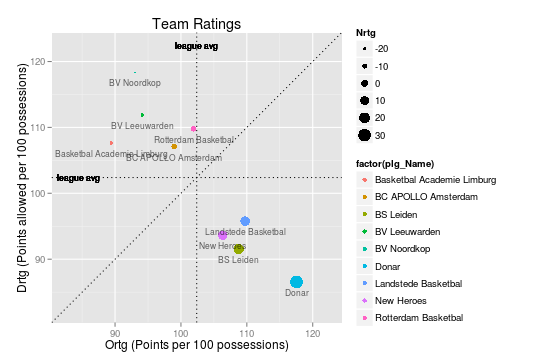 Team Ratings
league avg
120
BV Noordkop
BV Leeuwarden
110
Rotterdam Basketbal
Basketbal Academie Limburg
BC APOLLO Amsterdam
league avg
100
Landstede Basketbal
New Heroes
90
BS Leiden
Donar
90
100
110
120
Drtg (Points allowed per 100 possessions)
Ortg (Points per 100 possessions)
Nrtg
-20
-10
0
10
20
30
factor(plg_Name)
Basketbal Academie Limburg
BC APOLLO Amsterdam
BS Leiden
BV Leeuwarden
BV Noordkop
Donar
Landstede Basketbal
New Heroes
Rotterdam Basketbal